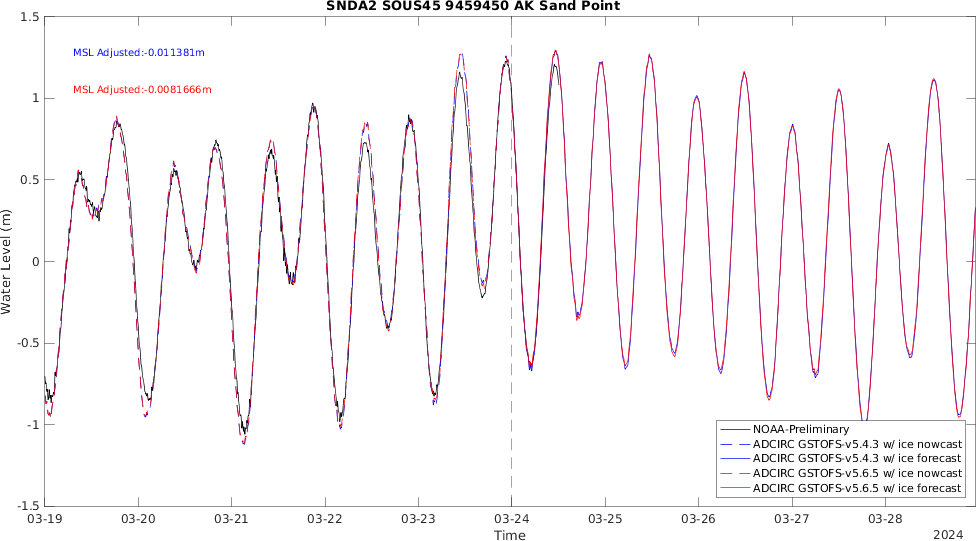 SNDA2 SOUS45 9459450 AK Sand Point
1.5
MSL Adjusted:-0.011381m
MSL Adjusted:-0.0081666m
1
0.5
Water Level (m)
0
-0.5
-1
NOAA-Preliminary
ADCIRC GSTOFS-v5.4.3 w/ ice nowcast
ADCIRC GSTOFS-v5.4.3 w/ ice forecast
ADCIRC GSTOFS-v5.6.5 w/ ice nowcast
ADCIRC GSTOFS-v5.6.5 w/ ice forecast
-1.5
03-19 03-20 03-21 03-22 03-23 03-24 03-25 03-26 03-27 03-28
Time
2024